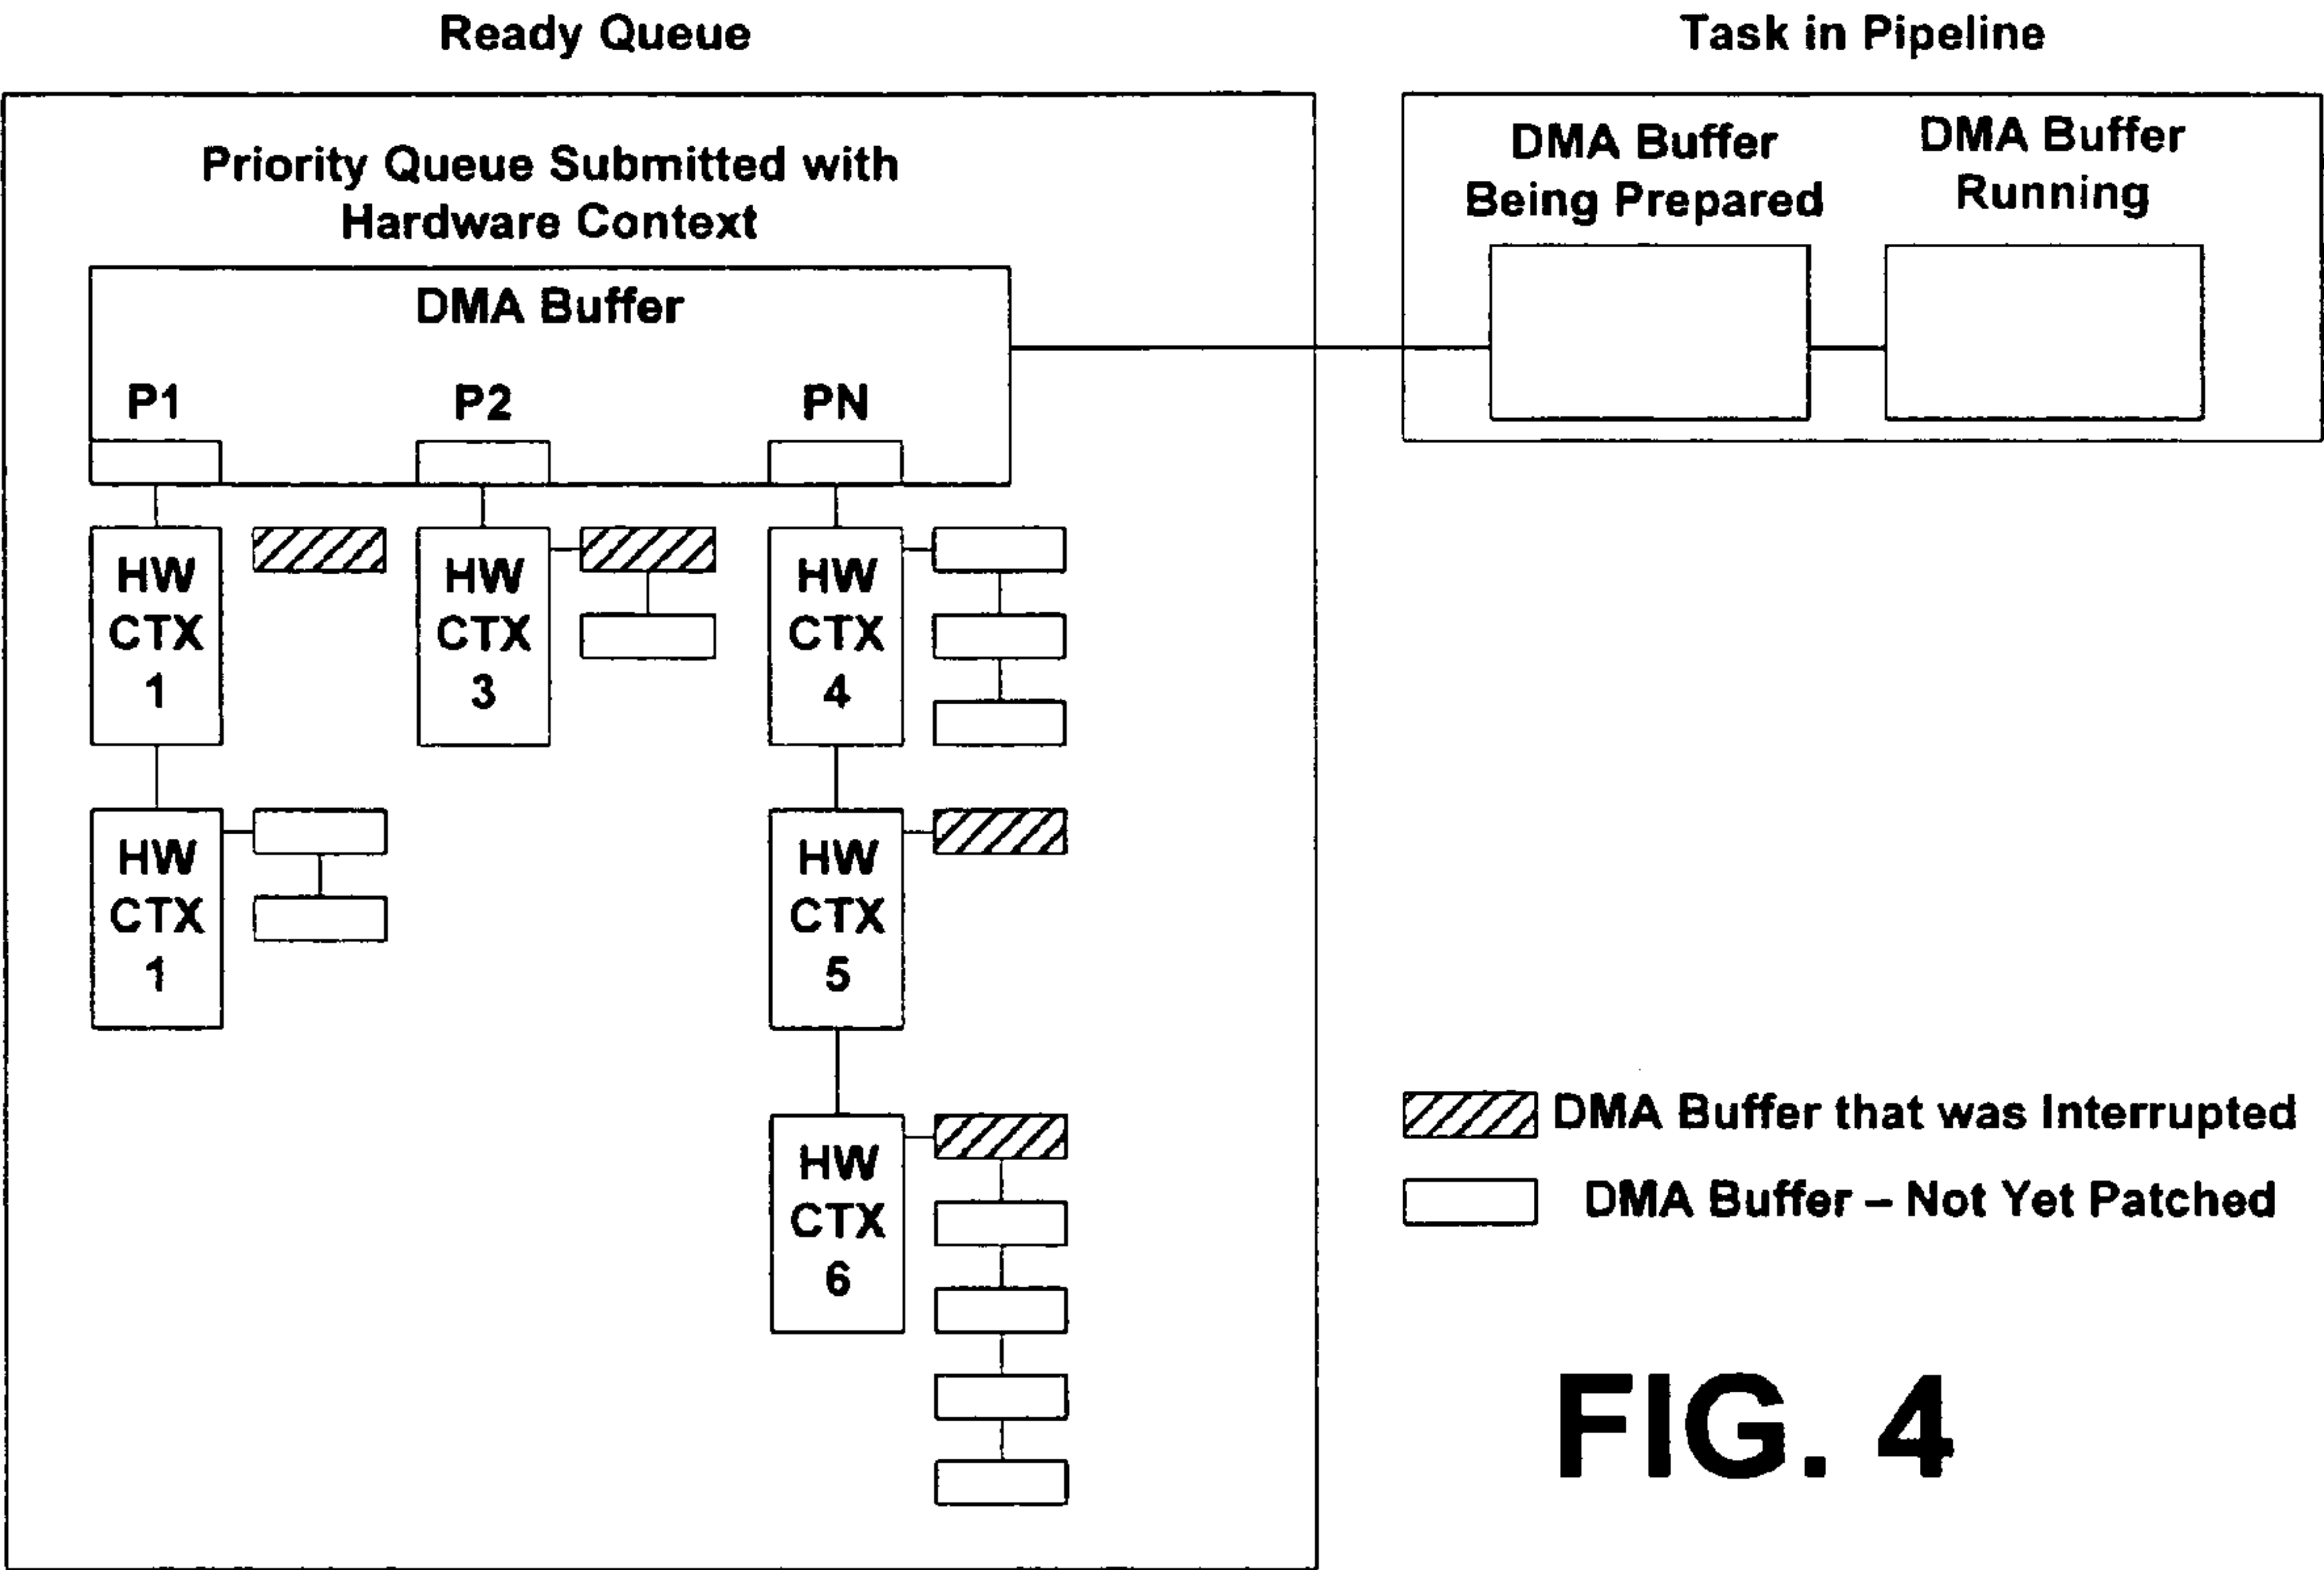 Ready Queue
Task in Pipeline
Priority Queue Submitted with
Hardware Context
DMA Buffer
Being Prepared
DMA Buffer
Running
DMA Buffer
P1
P2
PN
HW
CTX
1
HW
CTX
3
HW
CTX
4
HW
CTX
1
HW
CTX
5
HW
CTX
6
DMA Buffer that was Interrupted
DMA Buffer – Not Yet Patched
FIG. 4